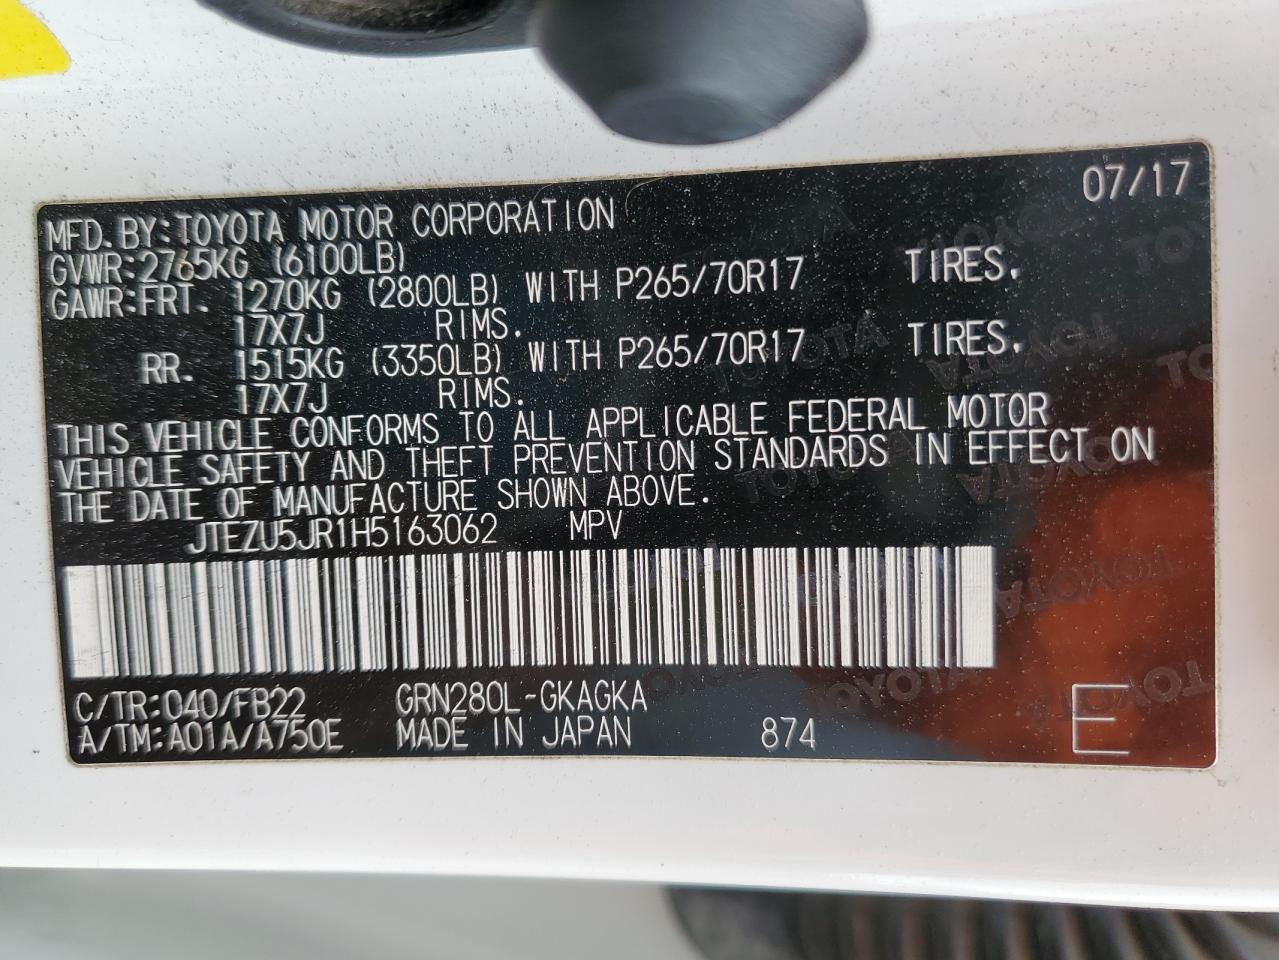 07/17
MFD.BY:TOYOTA MOTOR CORPORATION
GVWR:2765KG (6100LB)
GAWR:FRT. 1270KG (2800LB) WITH P265/70R17 TIRES.
17X7J RIMS.
RR. 1515KG (3350LB) WITH P265/70R17 TIRES.
17X7J RIMS.
THIS VEHICLE CONFORMS TO ALL APPLICABLE FEDERAL MOTOR
VEHICLE SAFETY AND THEFT PREVENTION STANDARDS IN EFFECT ON
THE DATE OF MANUFACTURE SHOWN ABOVE.
JTEZU5JR1H5163062 MPV
C/TR:040/FB22 GRN280L-GKAGKA
A/TM:A01A/A750E MADE IN JAPAN 874 E